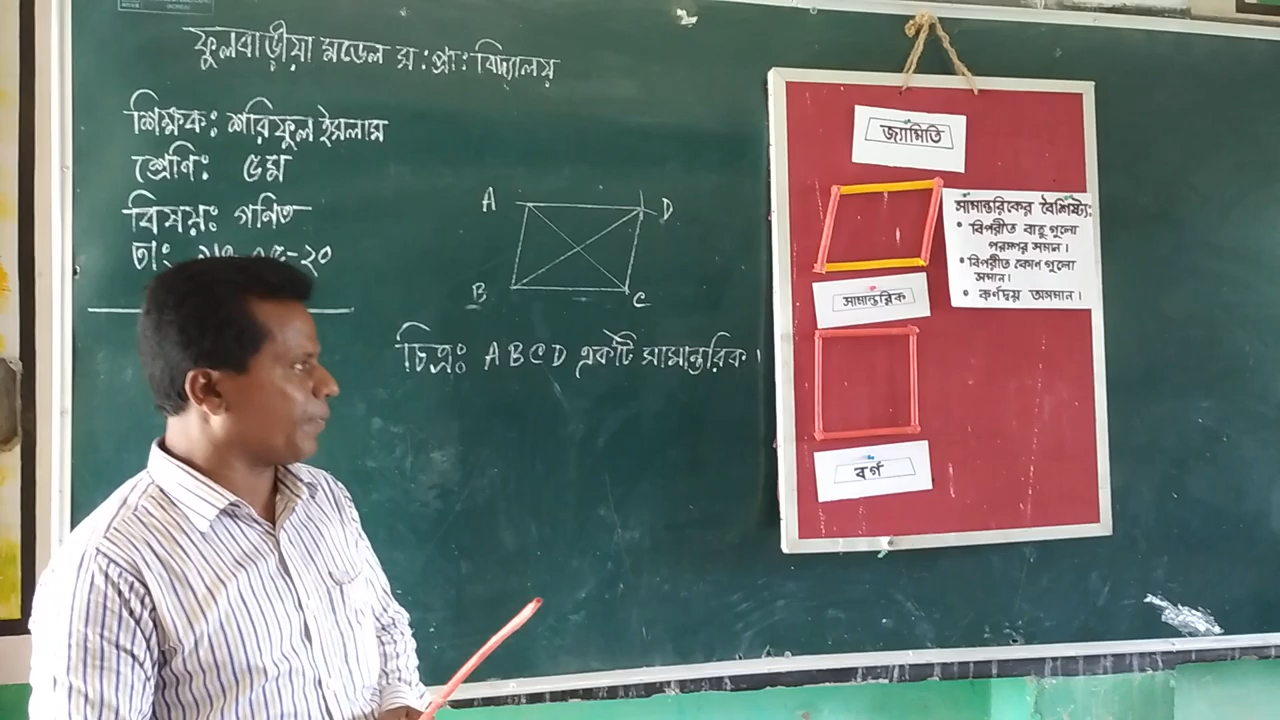 ফুলবাড়ীয়া মডেল স:প্রা: বিদ্যালয়
শিক্ষক: শরিফুল ইসলাম
শ্রেণি: ৫ম
বিষয়: গনিত
তাং
A
D
B
C
চিত্রঃ ABCD একটি সামান্তরিক।
জ্যামিতি
সামান্তরিকের বৈশিষ্ট্য:
• বিপরীত বাহু গুলো
পরস্পর সমান।
• বিপরীত কোন গুলো
সমান।
• কর্ণদ্বয় অসমান।
সামান্তরিক
বর্গ